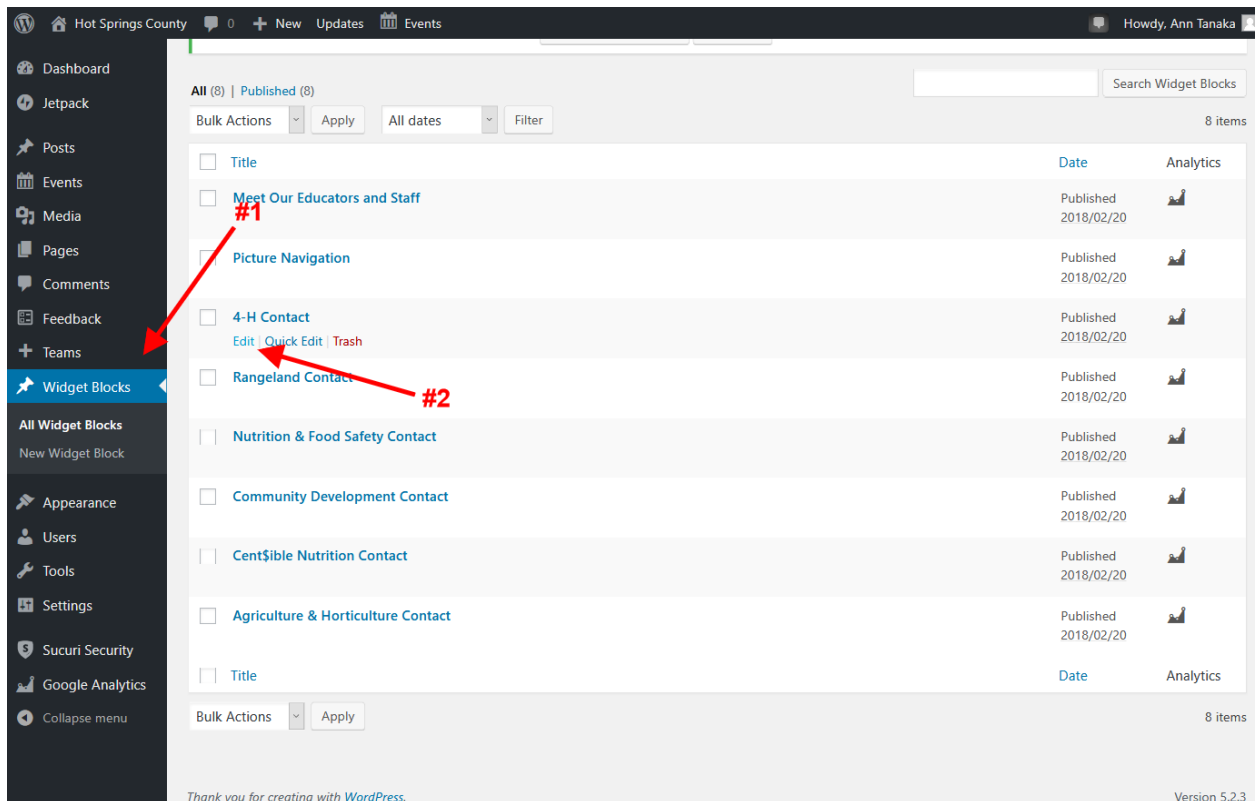 Hot Springs County 0 New Updates Events Howdy, Ann Tanaka
Dashboard
Jetpack
Posts
Events
Media
Pages
Comments
Feedback
Teams
Widget Blocks
All Widget Blocks
New Widget Block
Appearance
Users
Tools
Settings
Sucuri Security
Google Analytics
Collapse menu
All (8) | Published (8)
Search Widget Blocks
Bulk Actions Apply All dates Filter 8 items
Title Date Analytics
Meet Our Educators and Staff Published
2018/02/20
#1
Picture Navigation Published
2018/02/20
4-H Contact Published
Edit | Quick Edit | Trash 2018/02/20
Rangeland Contact Published
2018/02/20
#2
Nutrition & Food Safety Contact Published
2018/02/20
Community Development Contact Published
2018/02/20
Cent$ible Nutrition Contact Published
2018/02/20
Agriculture & Horticulture Contact Published
2018/02/20
Title Date Analytics
Bulk Actions Apply 8 items
Thank you for creating with WordPress. Version 5.2.3